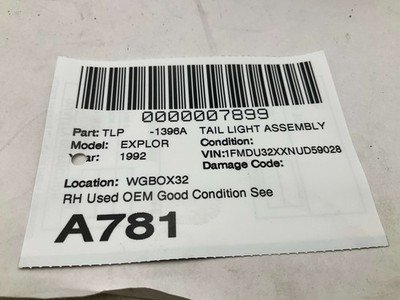 0000007899
Part: TLP -1396A TAIL LIGHT ASSEMBLY
Model: EXPLOR Condition:
Year: 1992 VIN:1FMDU32XXNUD59028
Damage Code:
Location: WGBOX32
RH Used OEM Good Condition See
A781